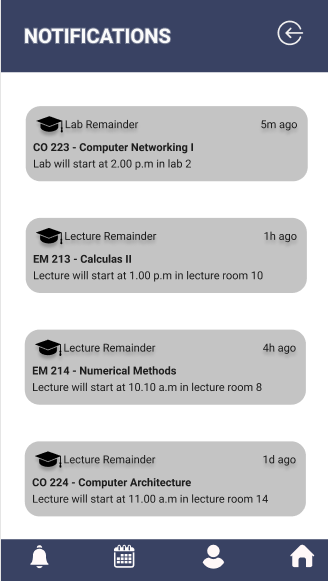 NOTIFICATIONS
Lab Remainder 5m ago
CO 223 - Computer Networking I
Lab will start at 2.00 p.m in lab 2
Lecture Remainder 1h ago
EM 213 - Calculas II
Lecture will start at 1.00 p.m in lecture room 10
Lecture Remainder 4h ago
EM 214 - Numerical Methods
Lecture will start at 10.10 a.m in lecture room 8
Lecture Remainder 1d ago
CO 224 - Computer Architecture
Lecture will start at 11.00 a.m in lecture room 14